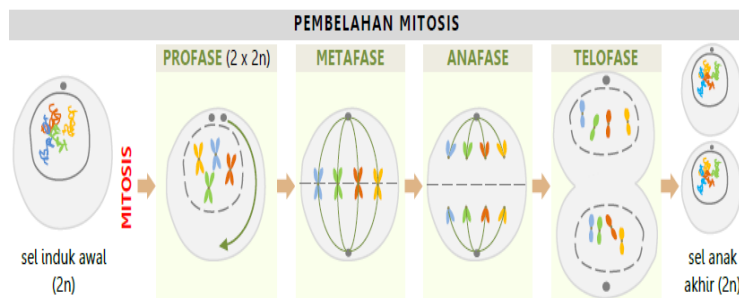 PEMBELAHAN MITOSIS
PROFASE (2 x 2n)
METAFASE
ANAFASE
TELOFASE
MITOSIS
sel induk awal
(2n)
sel anak
akhir (2n)